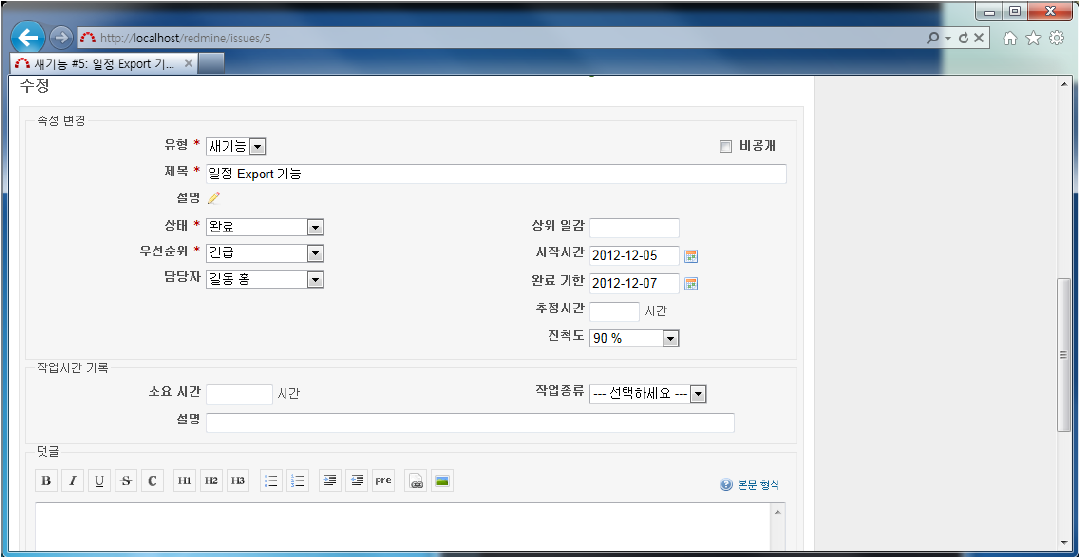 http://localhost/redmine/issues/5
새기능 #5: 일정 Export 기...
수정
속성 변경
유형 * 새기능 비공개
제목 * 일정 Export 기능
설명
상태 * 완료 상위 일감
우선순위 * 긴급 시작시간 2012-12-05
담당자 길동 홍 완료 기한 2012-12-07
추정시간 시간
진척도 90 %
작업시간 기록
소요 시간 시간 작업종류 --- 선택하세요 ---
설명
덧글
B I U S C H1 H2 H3 pre 본문 형식